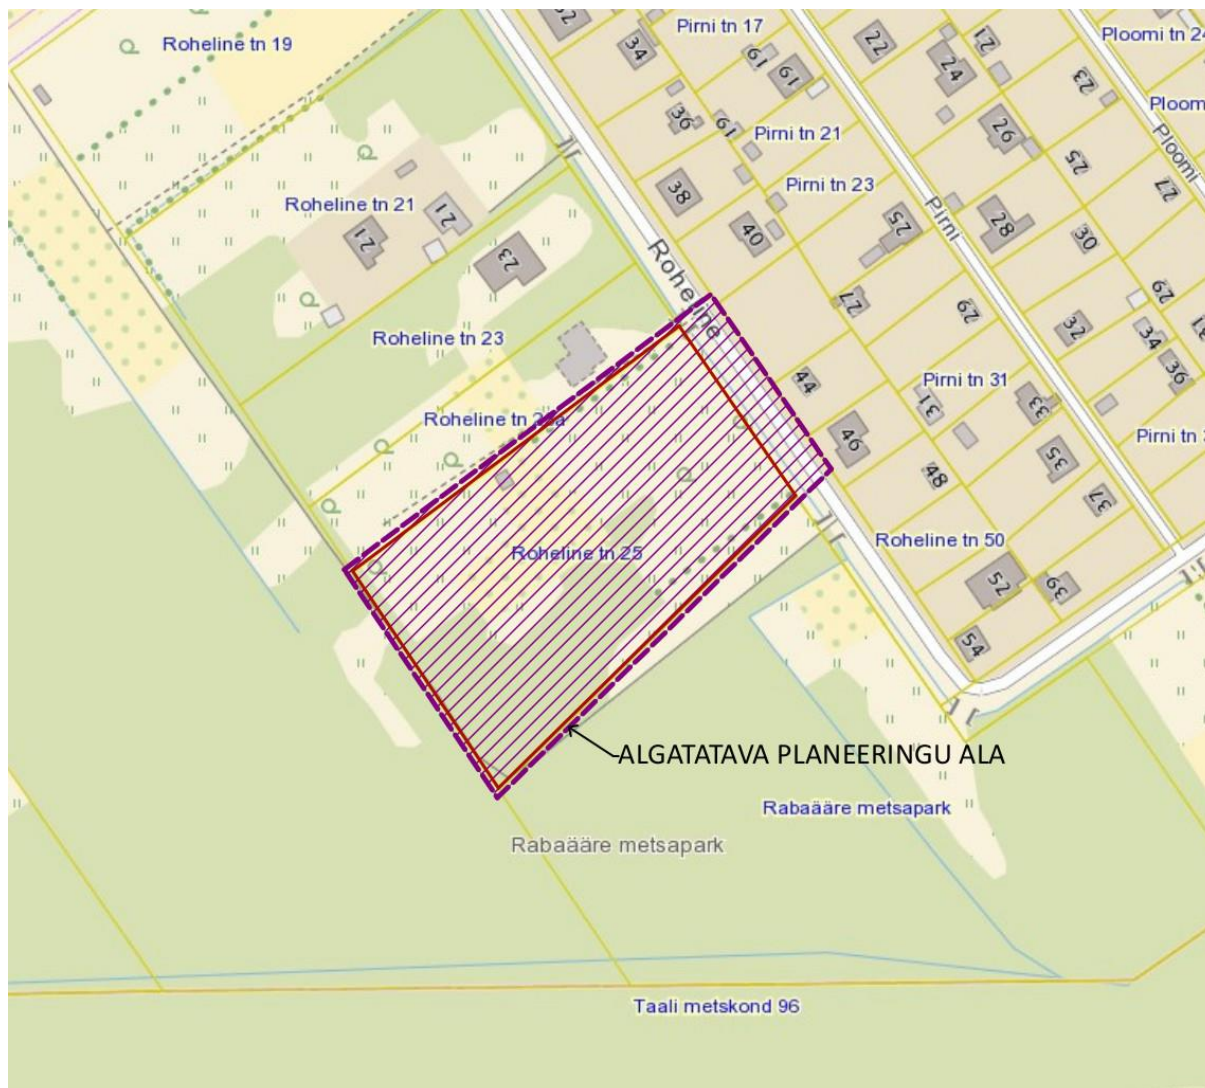 Roheline tn 19
Pirni tn 17
Ploomi tn 24
34
19
19
22
24
21
23
36
19
Pirni tn 21
26
25
Ploomi
27
38
Pirni tn 23
25
Pirni
28
30
29
Roheline tn 21
21
21
40
Roheline
23
27
29
32
34
36
31
Roheline tn 23
44
Pirni tn 31
31
33
46
35
Pirni tn
48
37
Roheline tn 25
Roheline tn 50
52
39
54
ALGATATAVA PLANEERINGU ALA
Rabaääre metsapark
Rabaääre metsapark
Taali metskond 96